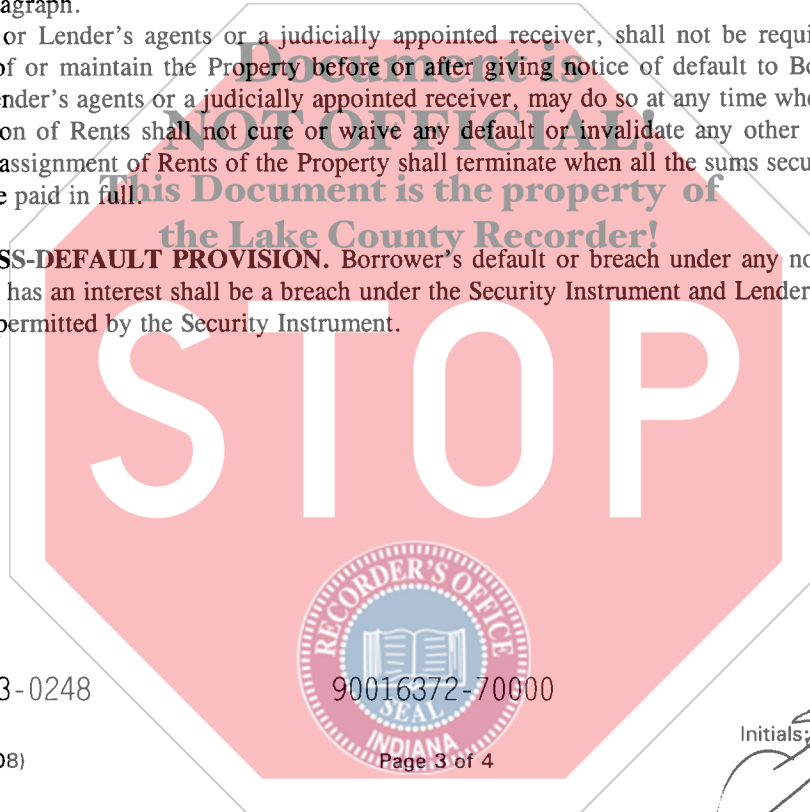 agraph.
or Lender's agents or a judicially appointed receiver, shall not be requi
Document is
of or maintain the Property before or after giving notice of default to Bo
nder's agents or a judicially appointed receiver, may do so at any time whe
NOT OFFICIAL!
on of Rents shall not cure or waive any default or invalidate any other
assignment of Rents of the Property shall terminate when all the sums secu
e paid in full.
This Document is the property of
the Lake County Recorder!
SS-DEFAULT PROVISION. Borrower's default or breach under any no
has an interest shall be a breach under the Security Instrument and Lender
permitted by the Security Instrument.
STOP
RECORDER'S OFFICE
3-0248 90016372-70000
SEAL
INDIANA
Initials:
08) Page 3 of 4